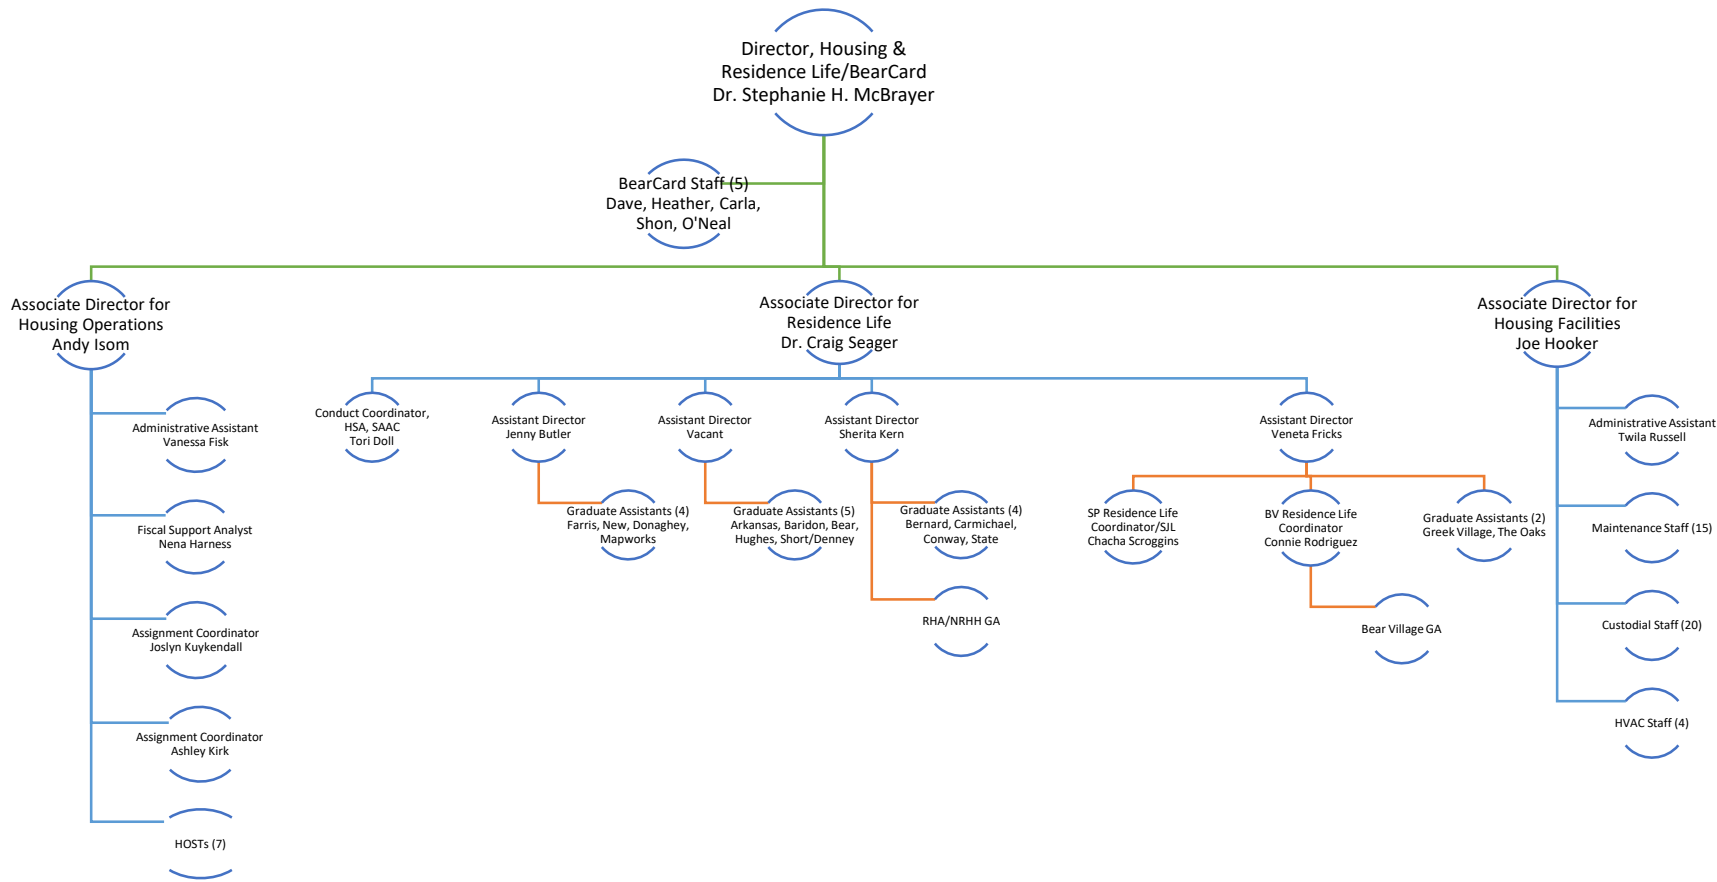 Director, Housing &
Residence Life/BearCard
Dr. Stephanie H. McBrayer
BearCard Staff (5)
Dave, Heather, Carla,
Shon, O'Neal
Associate Director for
Housing Operations
Andy Isom
Administrative Assistant
Vanessa Fisk
Fiscal Support Analyst
Nena Harness
Assignment Coordinator
Joslyn Kuykendall
Assignment Coordinator
Ashley Kirk
HOSTs (7)
Associate Director for
Residence Life
Dr. Craig Seager
Conduct Coordinator,
HSA, SAAC
Tori Doll
Assistant Director
Jenny Butler
Graduate Assistants (4)
Farris, New, Donaghey,
Mapworks
Assistant Director
Vacant
Graduate Assistants (5)
Arkansas, Baridon, Bear,
Hughes, Short/Denney
Assistant Director
Sherita Kern
Graduate Assistants (4)
Bernard, Carmichael,
Conway, State
RHA/NRHH GA
Assistant Director
Veneta Fricks
SP Residence Life
Coordinator/SJL
Chacha Scroggins
BV Residence Life
Coordinator
Connie Rodriguez
Bear Village GA
Graduate Assistants (2)
Greek Village, The Oaks
Associate Director for
Housing Facilities
Joe Hooker
Administrative Assistant
Twila Russell
Maintenance Staff (15)
Custodial Staff (20)
HVAC Staff (4)